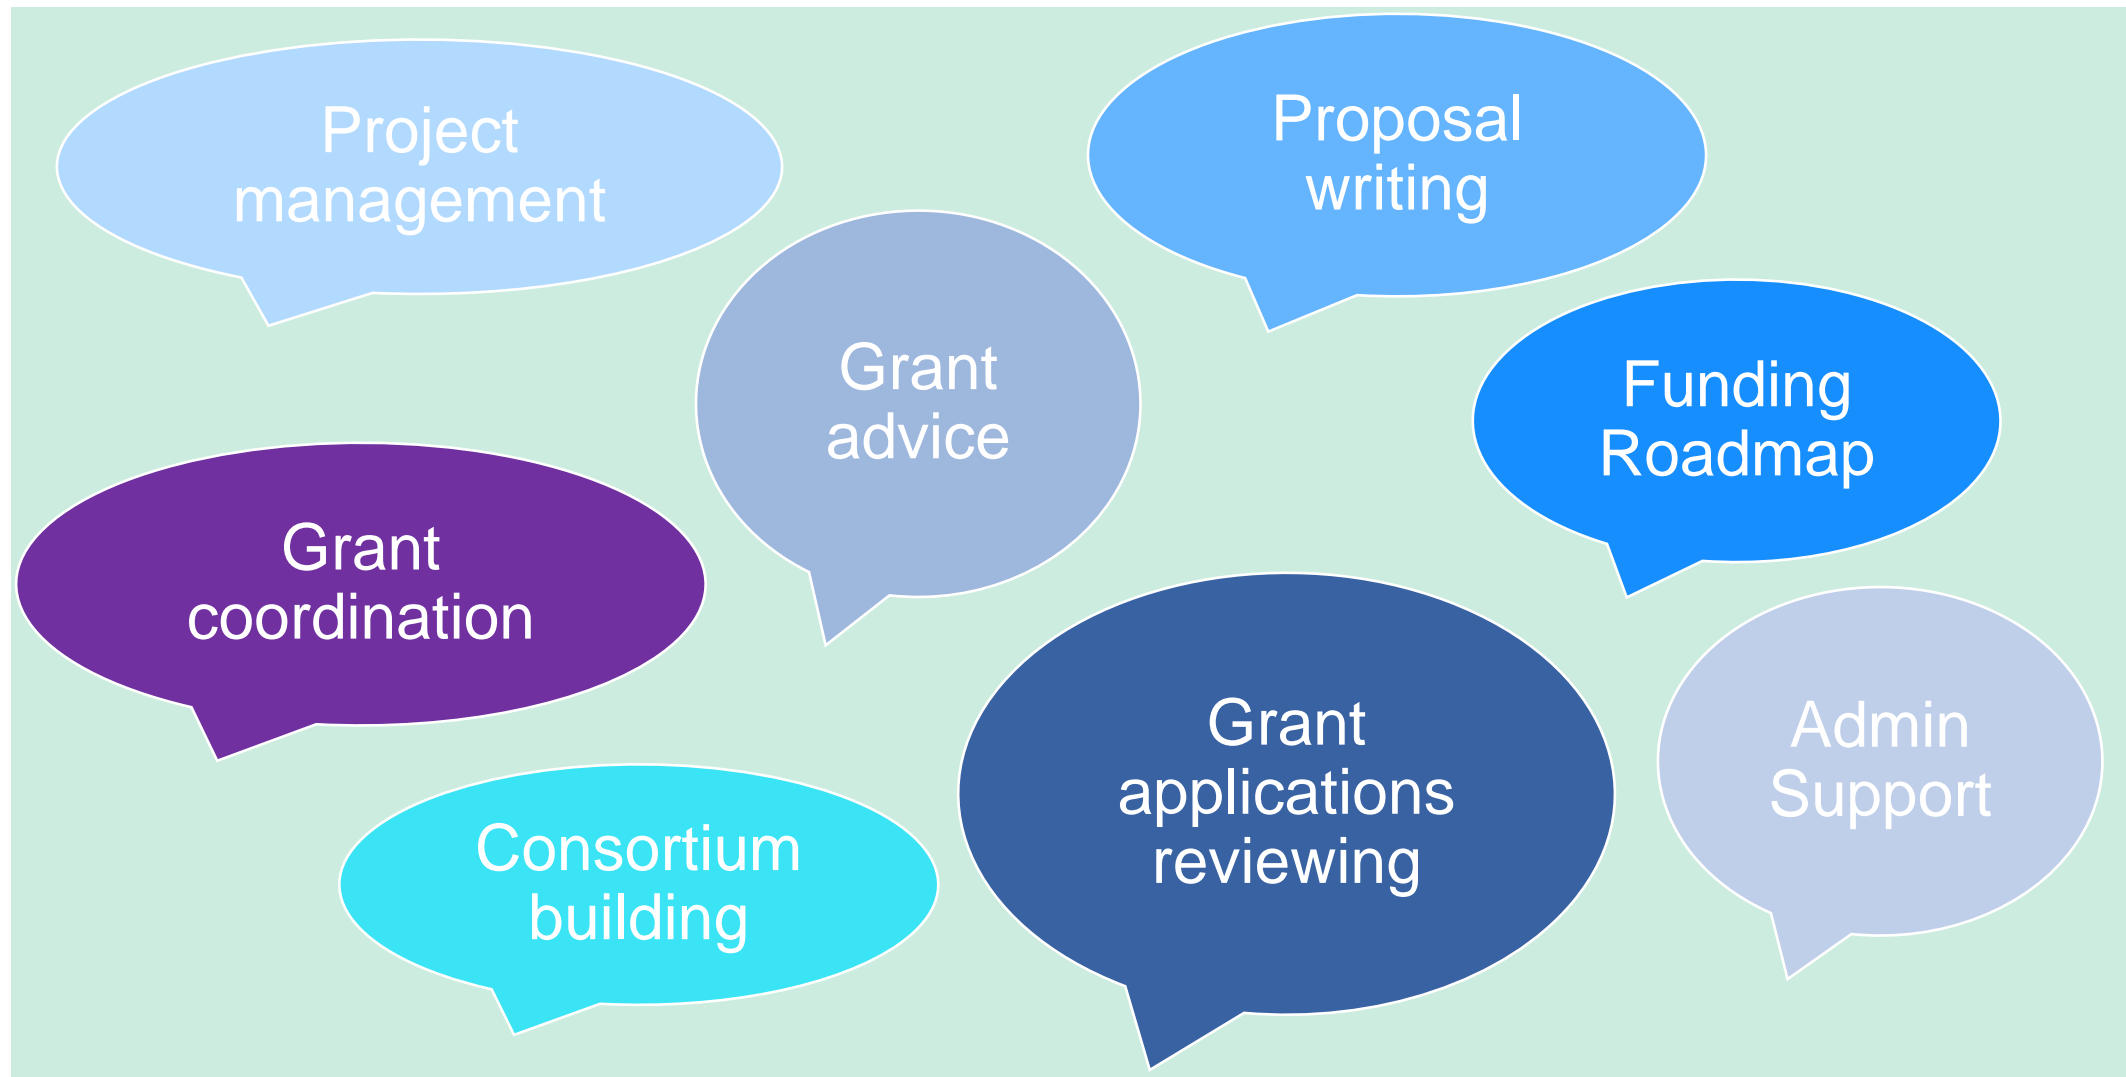 Project
management
Proposal
writing
Grant
advice
Funding
Roadmap
Grant
coordination
Grant
applications
reviewing
Admin
Support
Consortium
building